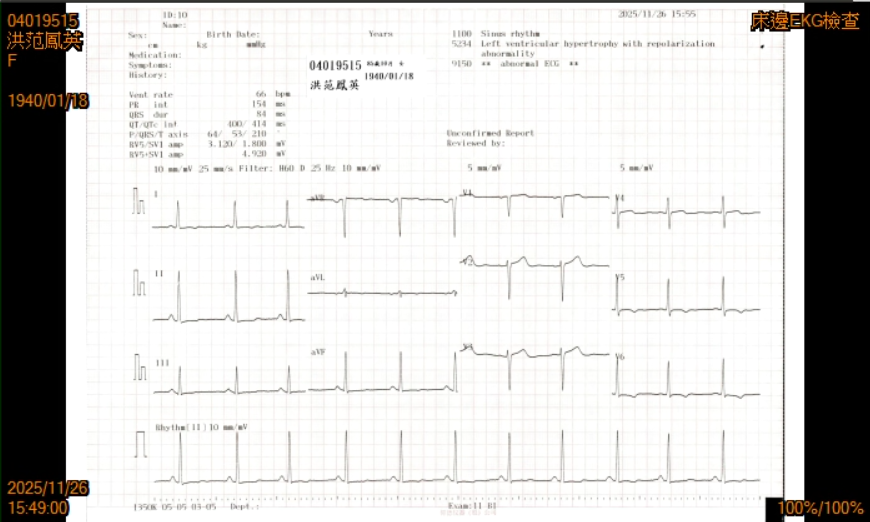 04019515
洪范鳳英
F
1940/01/18
床邊EKG檢查
ID:10
2025/11/26 15:55
Name:
Sex: Birth Date: Years
cm kg mmHg
Medication:
Symptoms:
History:
04019515
1940/01/18
洪范鳳英
1100 Sinus rhythm
5234 Left ventricular hypertrophy with repolarization
abnormality
9150 ** abnormal ECG **
Vent rate 66 bpm
PR int 154 ms
QRS dur 84 ms
QT/QTc int 400/ 414 ms
P/QRS/T axis 64/ 53/ 210 °
RV5/SV1 amp 3.120/ 1.800 mV
RV5+SV1 amp 4.920 mV
Unconfirmed Report
Reviewed by:
10 mm/mV 25 mm/s Filter: H60 D 25 Hz 10 mm/mV 5 mm/mV 5 mm/mV
I aVR V1 V4
II aVL V2 V5
III aVF V3 V6
Rhythm[II]10 mm/mV
1350K 05-05 03-05 Dept.: Exam:
2025/11/26
15:49:00
100%/100%